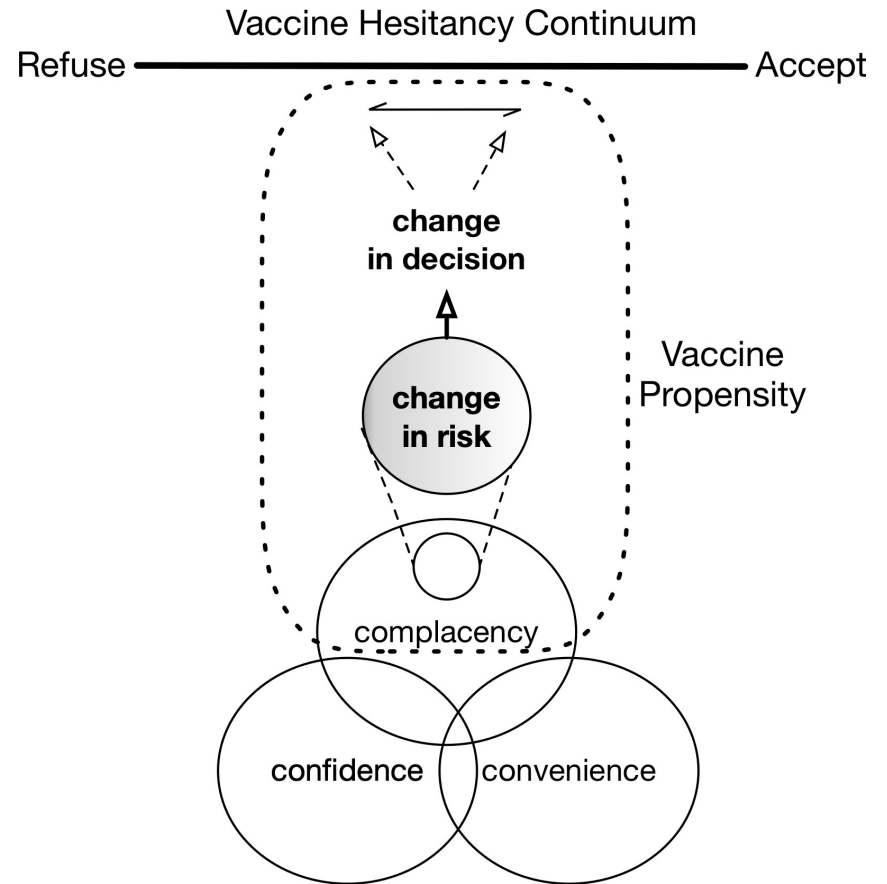 Vaccine Hesitancy Continuum
Refuse
Accept
change
in decision
Vaccine
Propensity
change
in risk
complacency
confidence
convenience